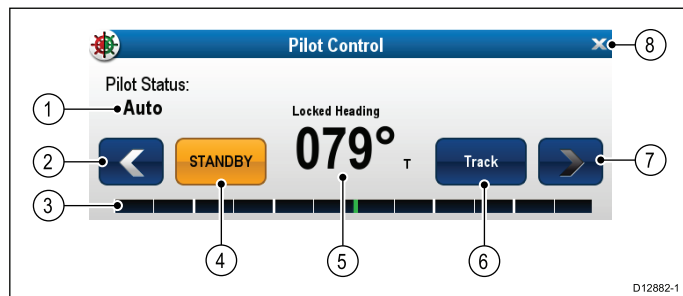 Pilot Control
8
Pilot Status:
1
Auto
Locked Heading
2
STANDBY
079° T
Track
7
3
4
5
6
D12882-1